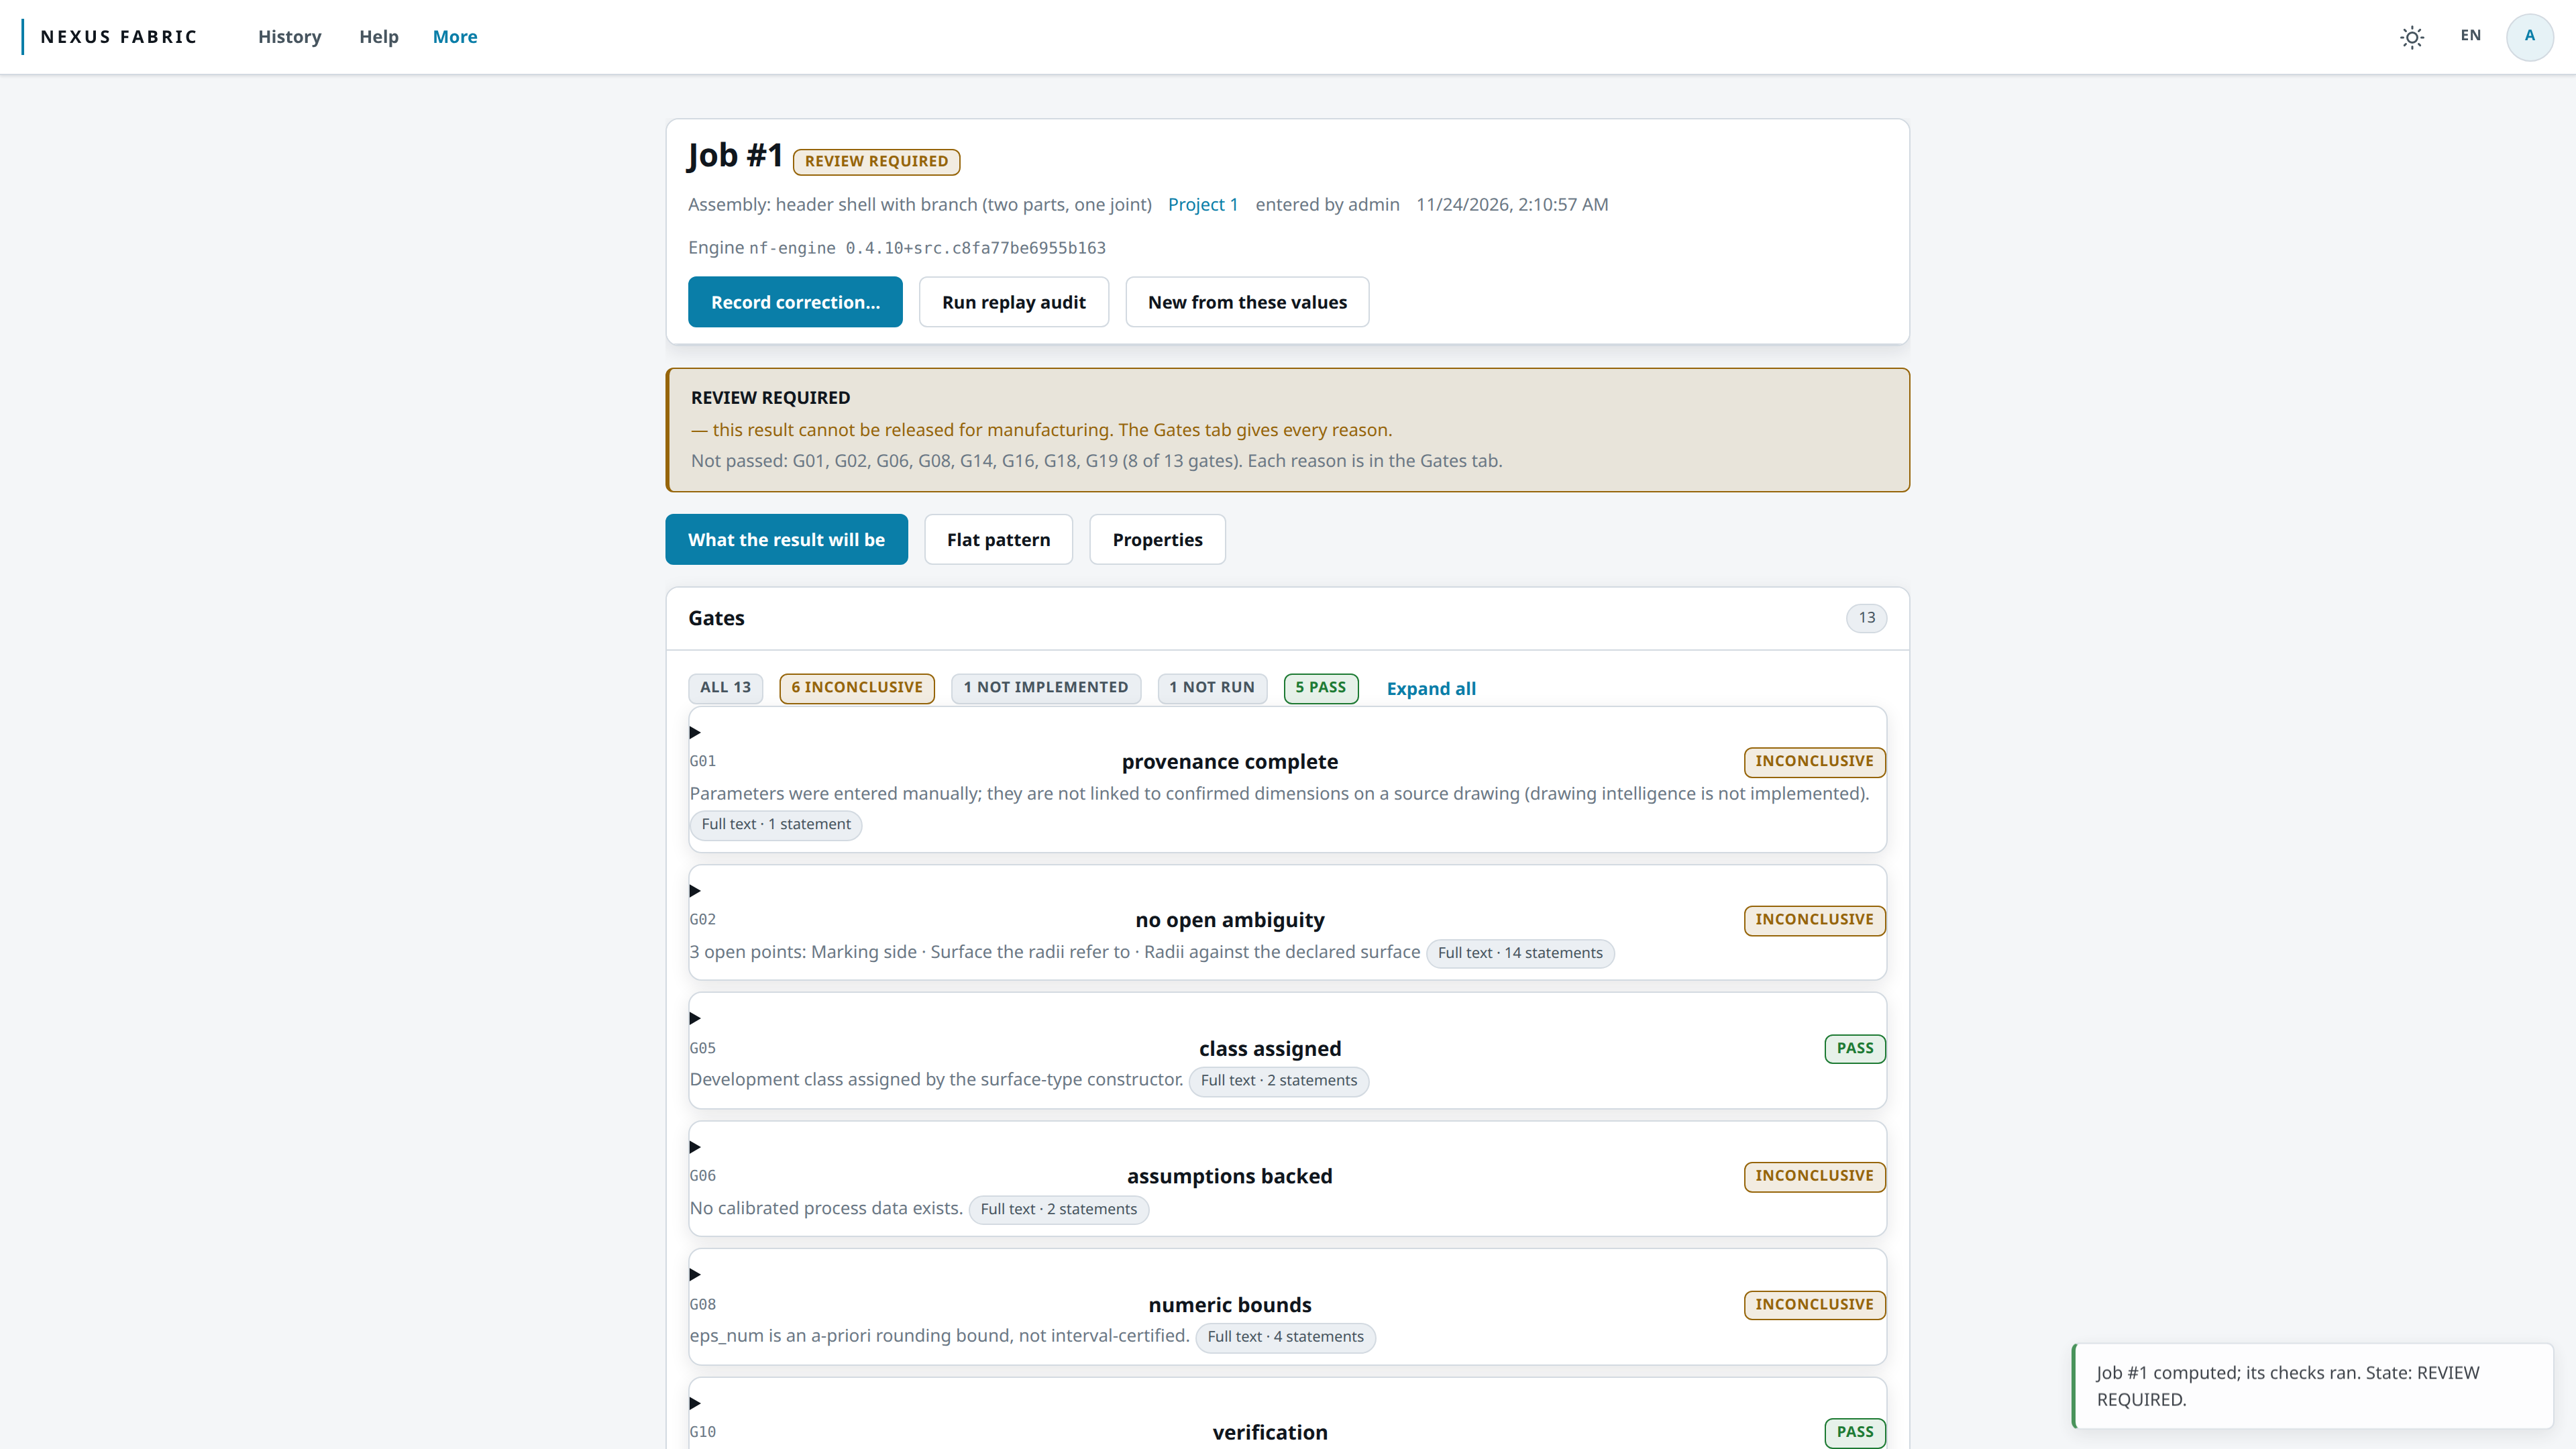 NEXUS FABRIC History Help More EN A
Job #1 REVIEW REQUIRED
Assembly: header shell with branch (two parts, one joint) Project 1 entered by admin 11/24/2026, 2:10:57 AM
Engine nf-engine 0.4.10+src.c8fa77be6955b163
Record correction... Run replay audit New from these values
REVIEW REQUIRED
— this result cannot be released for manufacturing. The Gates tab gives every reason.
Not passed: G01, G02, G06, G08, G14, G16, G18, G19 (8 of 13 gates). Each reason is in the Gates tab.
What the result will be Flat pattern Properties
Gates 13
ALL 13 6 INCONCLUSIVE 1 NOT IMPLEMENTED 1 NOT RUN 5 PASS Expand all
G01 provenance complete INCONCLUSIVE
Parameters were entered manually; they are not linked to confirmed dimensions on a source drawing (drawing intelligence is not implemented).
Full text · 1 statement
G02 no open ambiguity INCONCLUSIVE
3 open points: Marking side · Surface the radii refer to · Radii against the declared surface Full text · 14 statements
G05 class assigned PASS
Development class assigned by the surface-type constructor. Full text · 2 statements
G06 assumptions backed INCONCLUSIVE
No calibrated process data exists. Full text · 2 statements
G08 numeric bounds INCONCLUSIVE
eps_num is an a-priori rounding bound, not interval-certified. Full text · 4 statements
G10 verification PASS
Job #1 computed; its checks ran. State: REVIEW
REQUIRED.